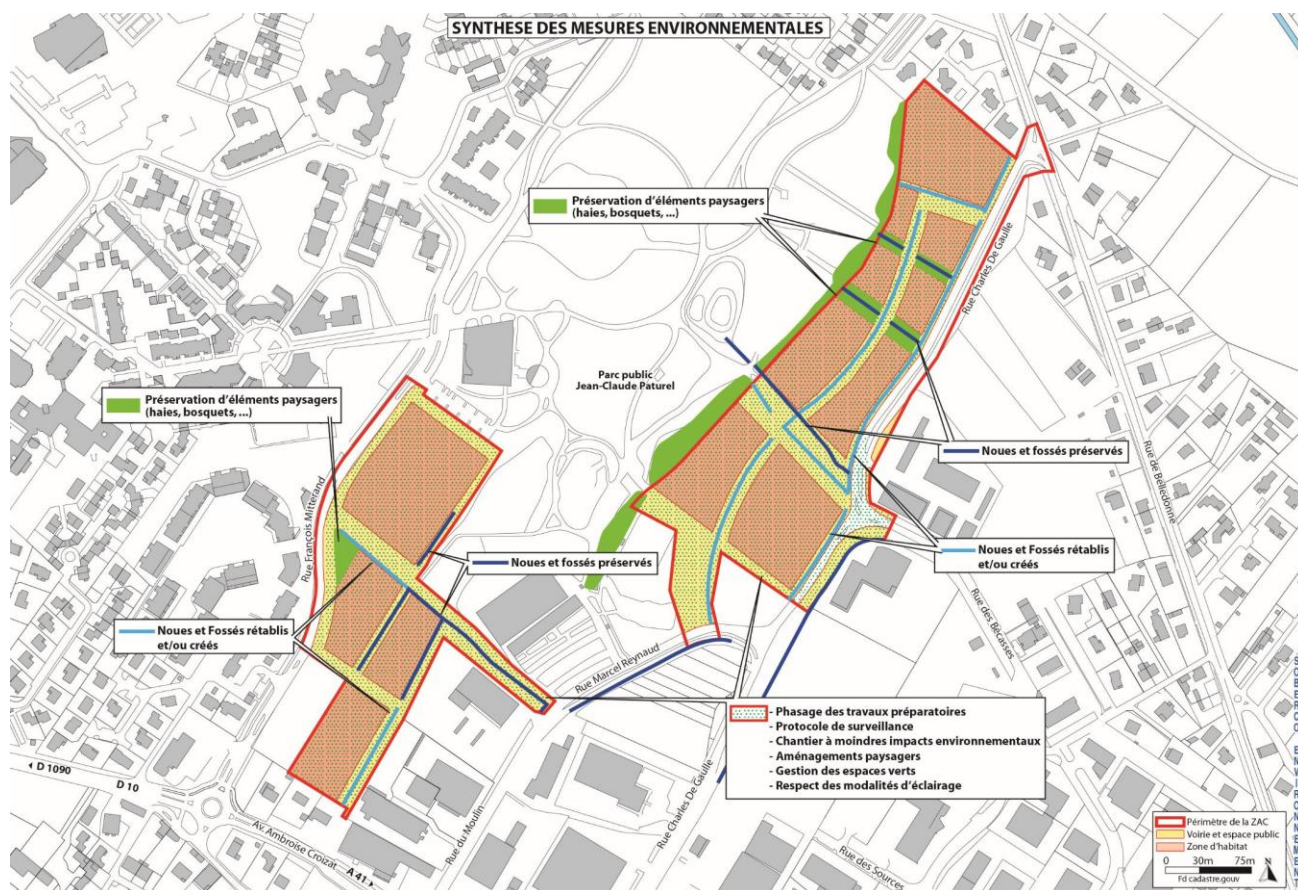 SYNTHESE DES MESURES ENVIRONNEMENTALES
Préservation d'éléments paysagers
(haies, bosquets, ...)
Rue Charles De Gaulle
Parc public
Jean-Claude Paturel
Préservation d'éléments paysagers
(haies, bosquets, ...)
Noues et fossés préservés
Rue de Belledonne
Rue François Mitterand
Noues et fossés préservés
Noues et Fossés rétablis
et/ou créés
Noues et Fossés rétablis
et/ou créés
Rue des Bécasses
Rue Marcel Reynaud
- Phasage des travaux préparatoires
- Protocole de surveillance
- Chantier à moindres impacts environnementaux
- Aménagements paysagers
- Gestion des espaces verts
- Respect des modalités d'éclairage
D 1090
D 10
Rue du Moulin
Rue Charles De Gaulle
Av. Ambroise Croizat
A 41
Rue des Sources
Périmètre de la ZAC
Voirie et espace public
Zone d'habitat
0 30m 75m N
Fd cadastre.gouv